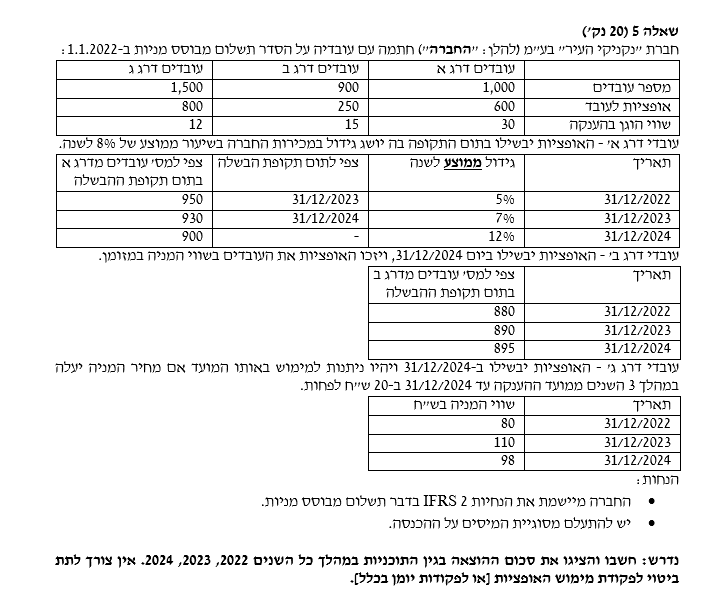 שאלה 5 (20 נק')
חברת "נקניקי העיר" בע"מ (להלן: "החברה") חתמה עם עובדיה על הסדר תשלום מבוסס מניות ב-1.1.2022:
עובדים דרג א עובדים דרג ב עובדים דרג ג
מספר עובדים 1,000 900 1,500
אופציות לעובד 600 250 800
שווי הוגן בהענקה 30 15 12
עובדי דרג א' - האופציות יבשילו בתום התקופה בה יושג גידול במכירות החברה בשיעור ממוצע של 8% לשנה.
תאריך גידול ממוצע לשנה צפי לתום תקופת הבשלה צפי למס' עובדים מדרג א
בתום תקופת ההבשלה
31/12/2022 5% 31/12/2023 950
31/12/2023 7% 31/12/2024 930
31/12/2024 12% - 900
עובדי דרג ב' - האופציות יבשילו ביום 31/12/2024, ויזכו האופציות את העובדים בשווי המניה במזומן.
תאריך צפי למס' עובדים מדרג ב
בתום תקופת ההבשלה
31/12/2022 880
31/12/2023 890
31/12/2024 895
עובדי דרג ג' - האופציות יבשילו ב-31/12/2024 ויהיו ניתנות למימוש באותו המועד אם מחיר המניה יעלה
במהלך 3 השנים ממועד ההענקה עד 31/12/2024 ב-20 ש"ח לפחות.
תאריך שווי המניה בש"ח
31/12/2022 80
31/12/2023 110
31/12/2024 98
הנחות:
• החברה מיישמת את הנחיות IFRS 2 בדבר תשלום מבוסס מניות.
• יש להתעלם מסוגיית המיסים על ההכנסה.
נדרש: חשבו והציגו את סכום ההוצאה בגין התוכניות במהלך כל השנים 2022, 2023, 2024. אין צורך לתת
ביטוי לפקודת מימוש האופציות [או לפקודות יומן בכלל].